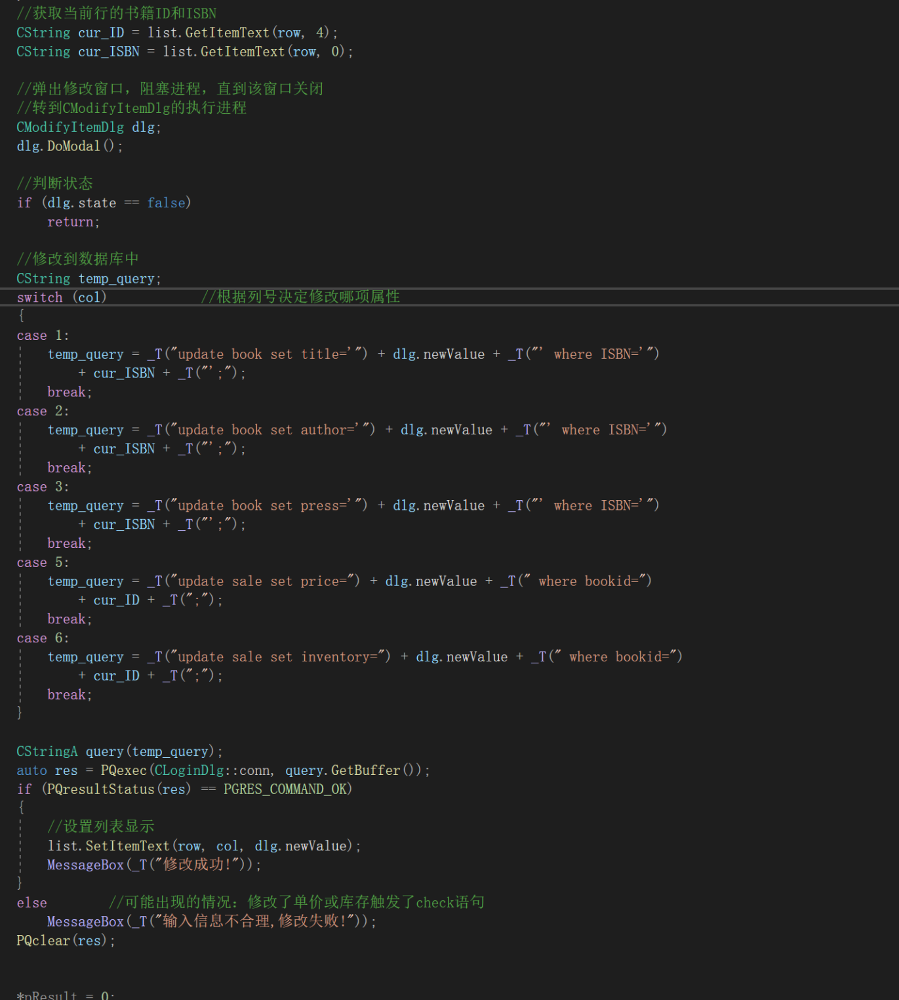 //获取当前行的书籍ID和ISBN
CString cur_ID = list.GetItemText(row, 4);
CString cur_ISBN = list.GetItemText(row, 0);
//弹出修改窗口，阻塞进程，直到该窗口关闭
//转到CModifyItemDlg的执行进程
CModifyItemDlg dlg;
dlg.DoModal();
//判断状态
if (dlg.state == false)
return;
//修改到数据库中
CString temp_query;
switch (col) //根据列号决定修改哪项属性
{
case 1:
temp_query = _T("update book set title='") + dlg.newValue + _T("' where ISBN='")
+ cur_ISBN + _T("';");
break;
case 2:
temp_query = _T("update book set author='") + dlg.newValue + _T("' where ISBN='")
+ cur_ISBN + _T("';");
break;
case 3:
temp_query = _T("update book set press='") + dlg.newValue + _T("' where ISBN='")
+ cur_ISBN + _T("';");
break;
case 5:
temp_query = _T("update sale set price=") + dlg.newValue + _T(" where bookid=")
+ cur_ID + _T(";");
break;
case 6:
temp_query = _T("update sale set inventory=") + dlg.newValue + _T(" where bookid=")
+ cur_ID + _T(";");
break;
}
CStringA query(temp_query);
auto res = PQexec(CLoginDlg::conn, query.GetBuffer());
if (PQresultStatus(res) == PGRES_COMMAND_OK)
{
//设置列表显示
list.SetItemText(row, col, dlg.newValue);
MessageBox(_T("修改成功!"));
}
else //可能出现的情况：修改了单价或库存触发了check语句
MessageBox(_T("输入信息不合理,修改失败!"));
PQclear(res);
*pResult = 0;